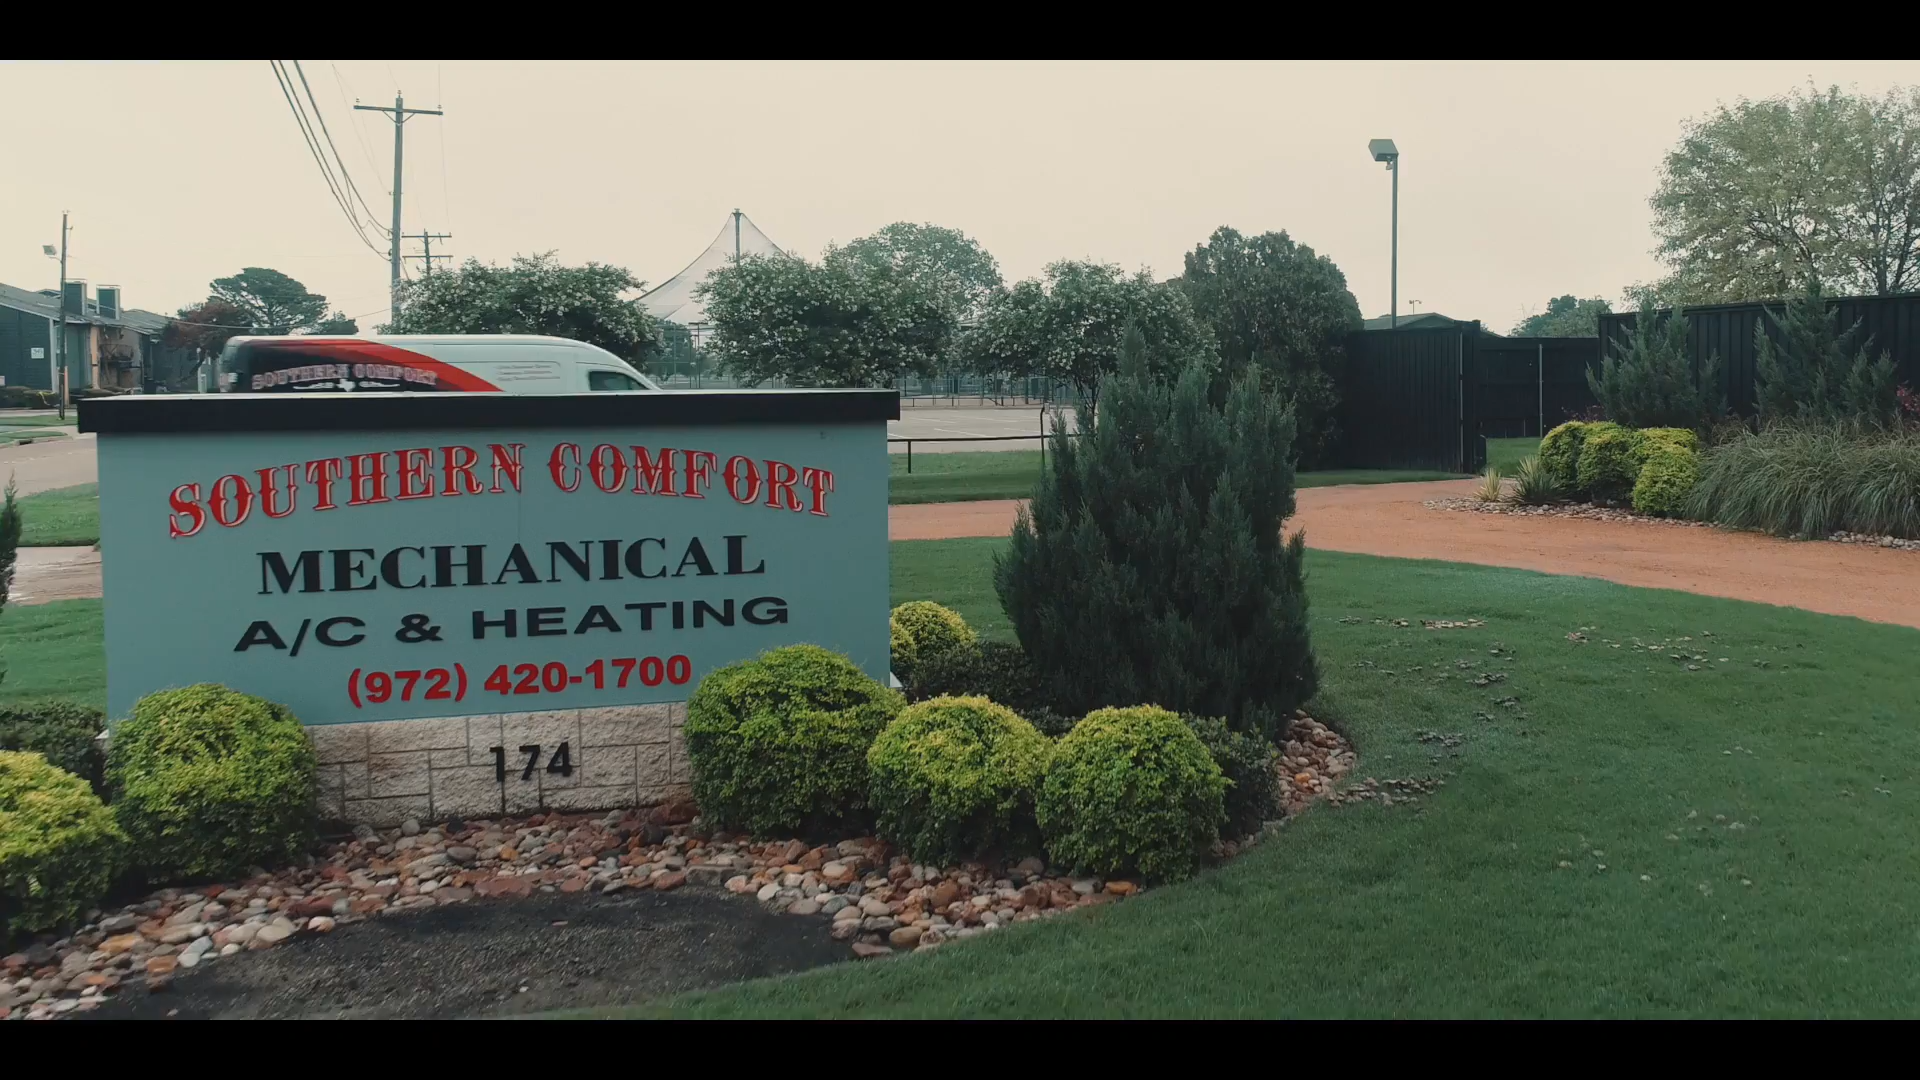 SOUTHERN COMFORT
SOUTHERN COMFORT
MECHANICAL
A/C & HEATING
(972) 420-1700
174